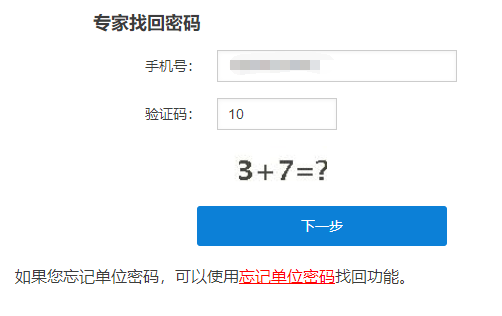 专家找回密码
手机号：
验证码： 10
3+7=?
下一步
如果您忘记单位密码，可以使用忘记单位密码找回功能。